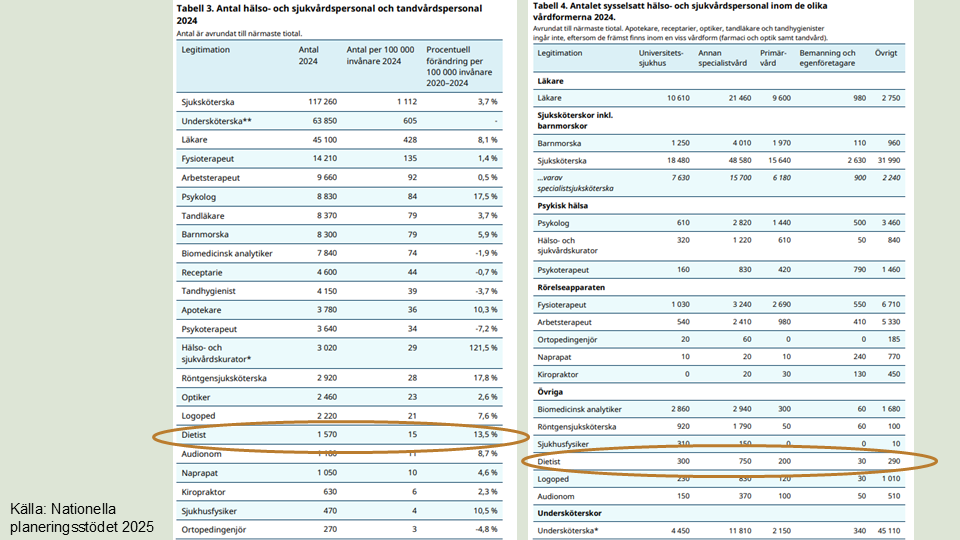 Tabell 3. Antal hälso- och sjukvårdspersonal och tandvårdspersonal
2024
Antal är avrundat till närmaste tiotal.
Legitimation Antal 2024 Antal per 100 000 invånare 2024 Procentuell förändring per 100 000 invånare 2020–2024
Sjuksköterska 117 260 1 112 3,7 %
Undersköterska** 63 850 605 -
Läkare 45 100 428 8,1 %
Fysioterapeut 14 210 135 1,4 %
Arbetsterapeut 9 660 92 0,5 %
Psykolog 8 830 84 17,5 %
Tandläkare 8 370 79 3,7 %
Barnmorska 8 300 79 5,9 %
Biomedicinsk analytiker 7 840 74 -1,9 %
Receptarie 4 600 44 -0,7 %
Tandhygienist 4 150 39 -3,7 %
Apotekare 3 780 36 10,3 %
Psykoterapeut 3 640 34 -7,2 %
Hälso- och sjukvårdskurator* 3 020 29 121,5 %
Röntgensjuksköterska 2 920 28 17,8 %
Optiker 2 460 23 2,6 %
Logoped 2 220 21 7,6 %
Dietist 1 570 15 13,5 %
Audionom 11 8,7 %
Naprapat 1 050 10 4,6 %
Kiropraktor 630 6 2,3 %
Sjukhusfysiker 470 4 10,5 %
Ortopedingenjör 270 3 -4,8 %
Tabell 4. Antalet sysselsatt hälso- och sjukvårdspersonal inom de olika
vårdformerna 2024.
Avrundat till närmaste tiotal. Apotekare, receptarier, optiker, tandläkare och tandhygienister
ingår inte, eftersom de främst finns inom en viss vårdform (farmaci och optik samt tandvård).
Legitimation Universitets-sjukhus Annan specialistvård Primär-vård Bemanning och egenföretagare Övrigt
Läkare
Läkare 10 610 21 460 9 600 980 2 750
Sjuksköterskor inkl.
barnmorskor
Barnmorska 1 250 4 010 1 970 110 960
Sjuksköterska 18 480 48 580 15 640 2 630 31 990
...varav specialistsjuksköterska 7 630 15 700 6 180 900 2 240
Psykisk hälsa
Psykolog 610 2 820 1 440 500 3 460
Hälso- och sjukvårdskurator 320 1 220 610 50 840
Psykoterapeut 160 830 420 790 1 460
Rörelseapparaten
Fysioterapeut 1 030 3 240 2 690 550 6 710
Arbetsterapeut 540 2 410 980 410 5 330
Ortopedingenjör 20 60 0 0 185
Naprapat 10 20 10 240 770
Kiropraktor 0 20 30 130 450
Övriga
Biomedicinsk analytiker 2 860 2 940 300 60 1 680
Röntgensjuksköterska 920 1 790 50 60 100
Sjukhusfysiker 310 150 0 0 10
Dietist 300 750 200 30 290
Logoped 230 830 120 30 1 010
Audionom 150 370 100 50 510
Undersköterskor
Undersköterska* 4 450 11 810 2 150 340 45 110
Källa: Nationella
planeringsstödet 2025